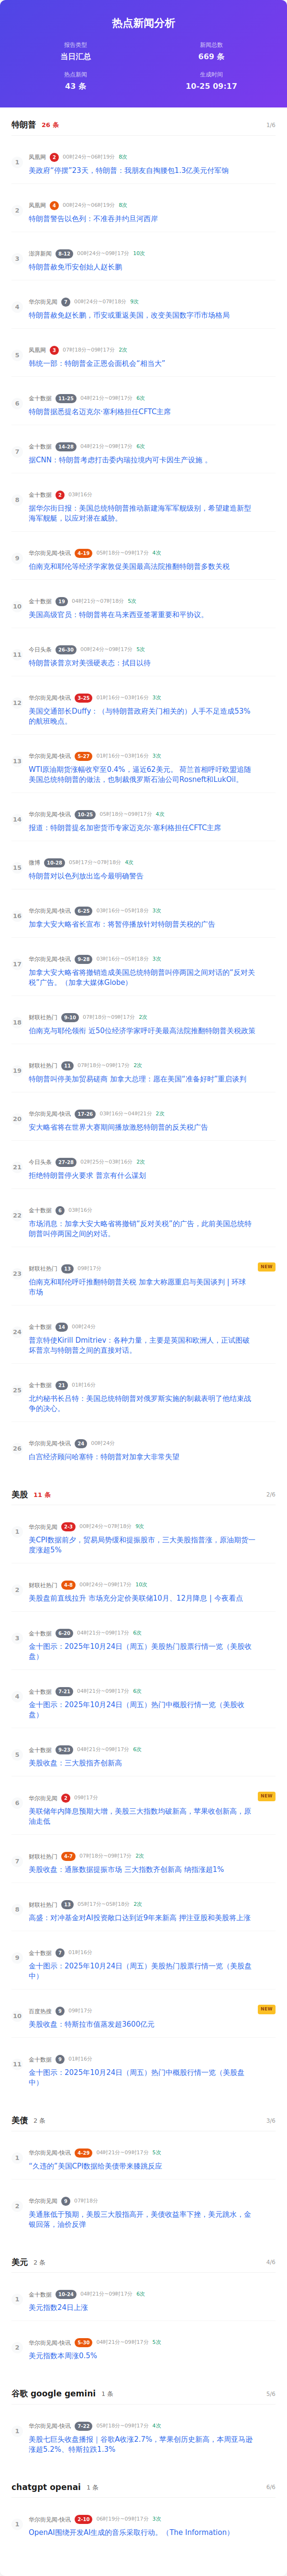 热点新闻分析
报告类型
新闻总数
当日汇总
669 条
热点新闻
生成时间
43 条
10-25 09:17
特朗普 26 条 1/6
1 凤凰网 2 00时24分~06时19分 8次
美政府“停摆”23天，特朗普：我朋友自掏腰包1.3亿美元付军饷
2 凤凰网 4 00时24分~06时19分 8次
特朗普警告以色列：不准吞并约旦河西岸
3 澎湃新闻 8-12 00时24分~09时17分 10次
特朗普赦免币安创始人赵长鹏
4 华尔街见闻 7 00时24分~07时18分 9次
特朗普赦免赵长鹏，币安或重返美国，改变美国数字币市场格局
5 凤凰网 3 07时18分~09时17分 2次
韩统一部：特朗普金正恩会面机会“相当大”
6 金十数据 11-25 04时21分~09时17分 6次
特朗普据悉提名迈克尔·塞利格担任CFTC主席
7 金十数据 14-28 04时21分~09时17分 6次
据CNN：特朗普考虑打击委内瑞拉境内可卡因生产设施 。
8 金十数据 2 03时16分
据华尔街日报：美国总统特朗普推动新建海军军舰级别，希望建造新型
海军舰艇，以应对潜在威胁。
9 华尔街见闻-快讯 4-19 05时18分~09时17分 4次
伯南克和耶伦等经济学家敦促美国最高法院推翻特朗普多数关税
10 金十数据 19 04时21分~07时18分 5次
美国高级官员：特朗普将在马来西亚签署重要和平协议。
11 今日头条 26-30 00时24分~09时17分 5次
特朗普谈普京对美强硬表态：拭目以待
12 华尔街见闻-快讯 3-25 01时16分~03时16分 3次
美国交通部长Duffy：（与特朗普政府关门相关的）人手不足造成53%
的航班晚点。
13 华尔街见闻-快讯 5-27 01时16分~03时16分 3次
WTI原油期货涨幅收窄至0.4%，逼近62美元。 荷兰首相呼吁欧盟追随
美国总统特朗普的做法，也制裁俄罗斯石油公司Rosneft和LukOil。
14 华尔街见闻-快讯 10-25 05时18分~09时17分 4次
报道：特朗普提名加密货币专家迈克尔·塞利格担任CFTC主席
15 微博 10-28 05时17分~07时18分 4次
特朗普对以色列放出迄今最明确警告
16 华尔街见闻-快讯 6-25 03时16分~05时18分 3次
加拿大安大略省长宣布：将暂停播放针对特朗普关税的广告
17 华尔街见闻-快讯 9-28 03时16分~05时18分 3次
加拿大安大略省将撤销造成美国总统特朗普叫停两国之间对话的“反对关
税”广告。（加拿大媒体Globe）
18 财联社热门 9-10 07时18分~09时17分 2次
伯南克与耶伦领衔 近50位经济学家呼吁美最高法院推翻特朗普关税政策
19 财联社热门 11 07时18分~09时17分 2次
特朗普叫停美加贸易磋商 加拿大总理：愿在美国“准备好时”重启谈判
20 华尔街见闻-快讯 17-26 03时16分~04时21分 2次
安大略省将在世界大赛期间播放激怒特朗普的反关税广告
21 今日头条 27-28 02时25分~03时16分 2次
拒绝特朗普停火要求 普京有什么谋划
22 金十数据 6 03时16分
市场消息：加拿大安大略省将撤销“反对关税”的广告，此前美国总统特
朗普叫停两国之间的对话。
23 财联社热门 13 09时17分 NEW
伯南克和耶伦呼吁推翻特朗普关税 加拿大称愿重启与美国谈判 | 环球
市场
24 金十数据 14 00时24分
普京特使Kirill Dmitriev：各种力量，主要是英国和欧洲人，正试图破
坏普京与特朗普之间的直接对话。
25 金十数据 21 01时16分
北约秘书长吕特：美国总统特朗普对俄罗斯实施的制裁表明了他结束战
争的决心。
26 华尔街见闻-快讯 24 00时24分
白宫经济顾问哈塞特：特朗普对加拿大非常失望
美股 11 条 2/6
1 华尔街见闻 2-3 00时24分~07时18分 9次
美CPI数据前夕，贸易局势缓和提振股市，三大美股指普涨，原油期货一
度涨超5%
2 财联社热门 4-8 00时24分~09时17分 10次
美股盘前直线拉升 市场充分定价美联储10月、12月降息 | 今夜看点
3 金十数据 6-20 04时21分~09时17分 6次
金十图示：2025年10月24日（周五）美股热门股票行情一览（美股收
盘）
4 金十数据 7-21 04时21分~09时17分 6次
金十图示：2025年10月24日（周五）美股热门中概股行情一览（美股收
盘）
5 金十数据 9-23 04时21分~09时17分 6次
美股收盘：三大股指齐创新高
6 华尔街见闻 2 09时17分 NEW
美联储年内降息预期大增，美股三大指数均破新高，苹果收创新高，原
油走低
7 财联社热门 4-7 07时18分~09时17分 2次
美股收盘：通胀数据提振市场 三大指数齐创新高 纳指涨超1%
8 财联社热门 13 05时17分~05时18分 2次
高盛：对冲基金对AI投资敞口达到近9年来新高 押注亚股和美股将上涨
9 金十数据 7 01时16分
金十图示：2025年10月24日（周五）美股热门股票行情一览（美股盘
中）
10 百度热搜 8 09时17分 NEW
美股收盘：特斯拉市值蒸发超3600亿元
11 金十数据 9 01时16分
金十图示：2025年10月24日（周五）美股热门中概股行情一览（美股盘
中）
美债 2 条 3/6
1 华尔街见闻-快讯 4-29 04时21分~09时17分 5次
“久违的”美国CPI数据给美债带来膝跳反应
2 华尔街见闻 9 07时18分
美通胀低于预期，美股三大股指高开，美债收益率下挫，美元跳水，金
银回落，油价反弹
美元 2 条 4/6
1 金十数据 10-24 04时21分~09时17分 6次
美元指数24日上涨
2 华尔街见闻-快讯 5-30 04时21分~09时17分 5次
美元指数本周涨0.5%
谷歌 google gemini 1 条 5/6
1 华尔街见闻-快讯 7-22 05时18分~09时17分 4次
美股七巨头收盘播报｜谷歌A收涨2.7%，苹果创历史新高，本周亚马逊
涨超5.2%、特斯拉跌1.3%
chatgpt openai 1 条 6/6
1 华尔街见闻-快讯 2-10 06时19分~09时17分 3次
OpenAI围绕开发AI生成的音乐采取行动。（The Information）